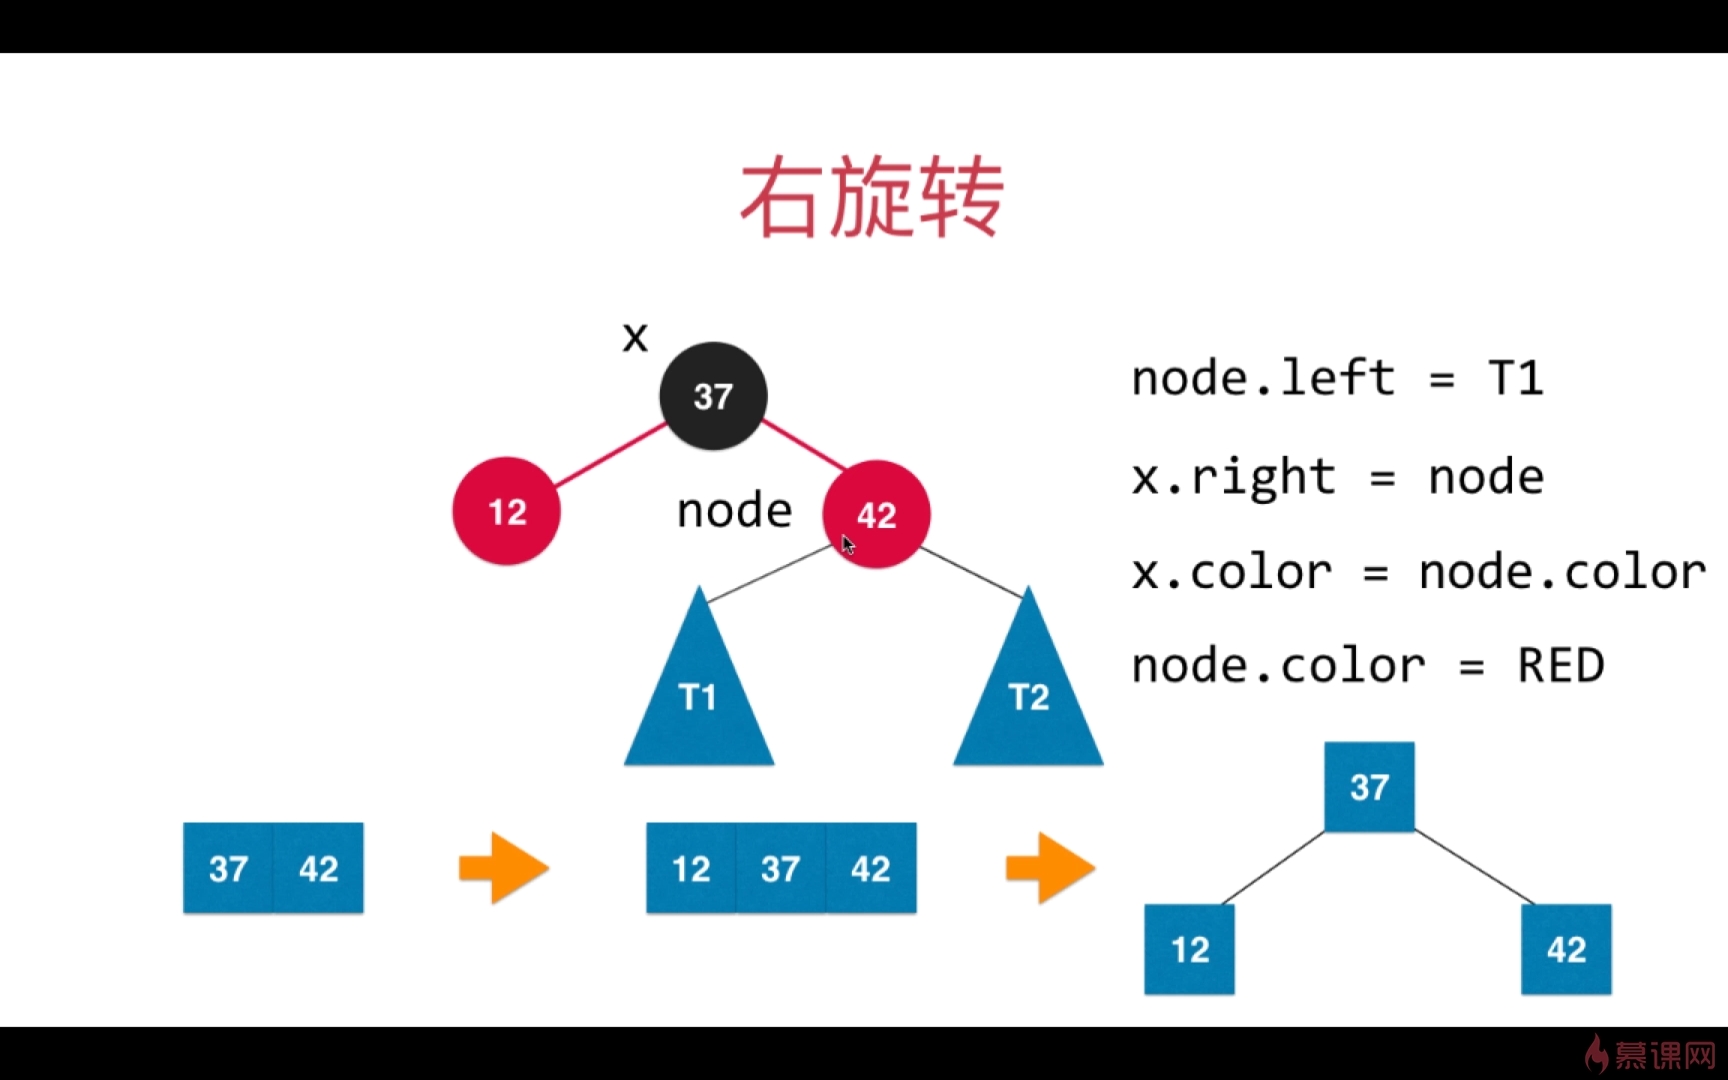 右旋转
x
37
12
node
42
T1
T2
node.left = T1
x.right = node
x.color = node.color
node.color = RED
37 42
12 37 42
37
12
42
慕课网